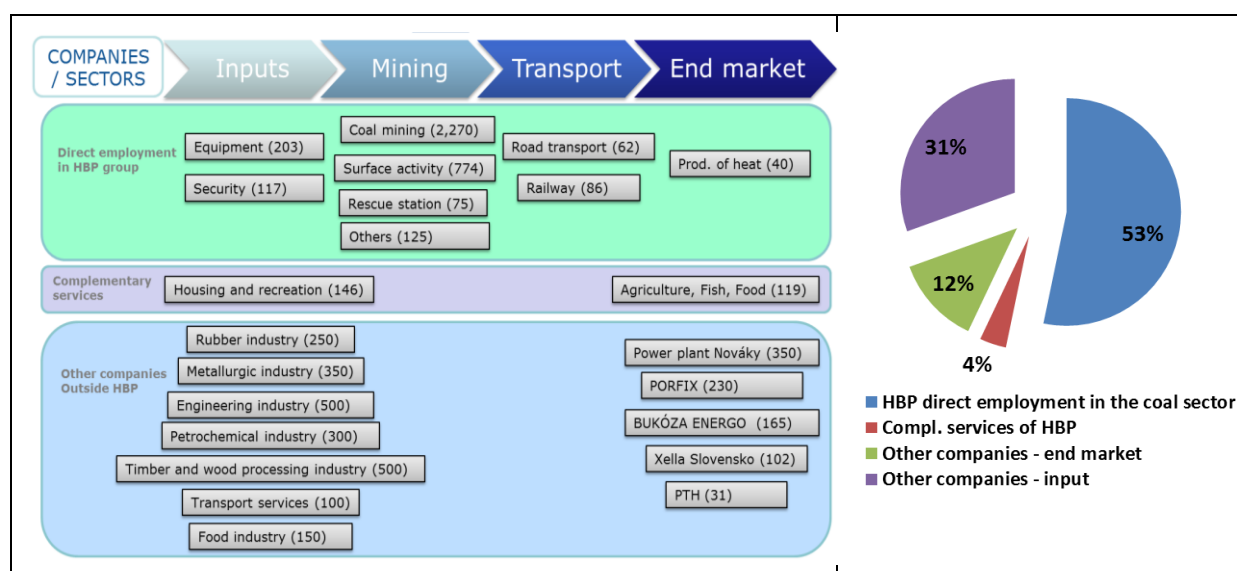 COMPANIES
/ SECTORS
Inputs
Mining
Transport
End market
Direct employment
in HBP group
Equipment (203)
Security (117)
Coal mining (2,270)
Surface activity (774)
Rescue station (75)
Others (125)
Road transport (62)
Railway (86)
Prod. of heat (40)
Complementary
services
Housing and recreation (146)
Agriculture, Fish, Food (119)
Other companies
Outside HBP
Rubber industry (250)
Metallurgic industry (350)
Engineering industry (500)
Petrochemical industry (300)
Timber and wood processing industry (500)
Transport services (100)
Food industry (150)
Power plant Nováky (350)
PORFIX (230)
BUKÓZA ENERGO (165)
Xella Slovensko (102)
PTH (31)
31%
53%
12%
4%
HBP direct employment in the coal sector
Compl. services of HBP
Other companies - end market
Other companies - input